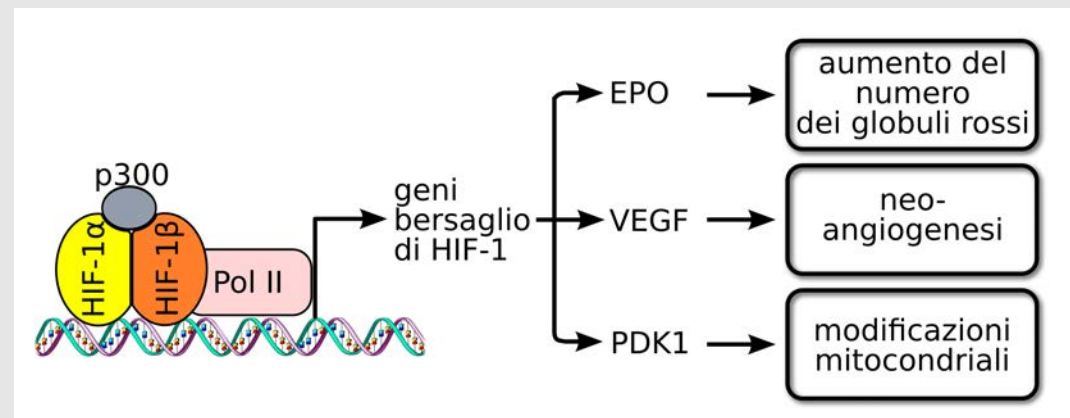 p300
HIF-1α
HIF-1β
Pol II
geni
bersaglio
di HIF-1
EPO
aumento del
numero
dei globuli rossi
VEGF
neo-
angiogenesi
PDK1
modificazioni
mitocondriali